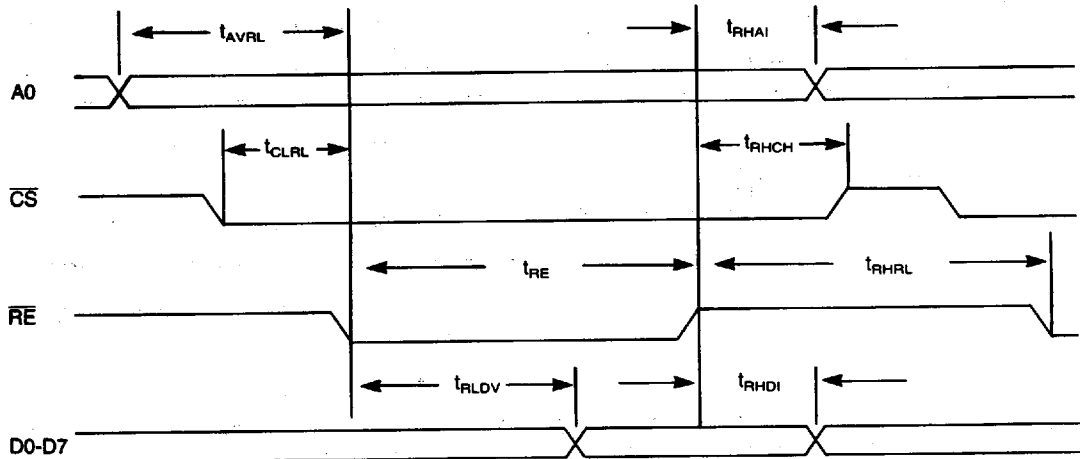 tAVRL
tRHAI
A0
tCLRL
tRHCH
CS
tRE
tRHRL
RE
tRLDV
tRHDI
D0-D7